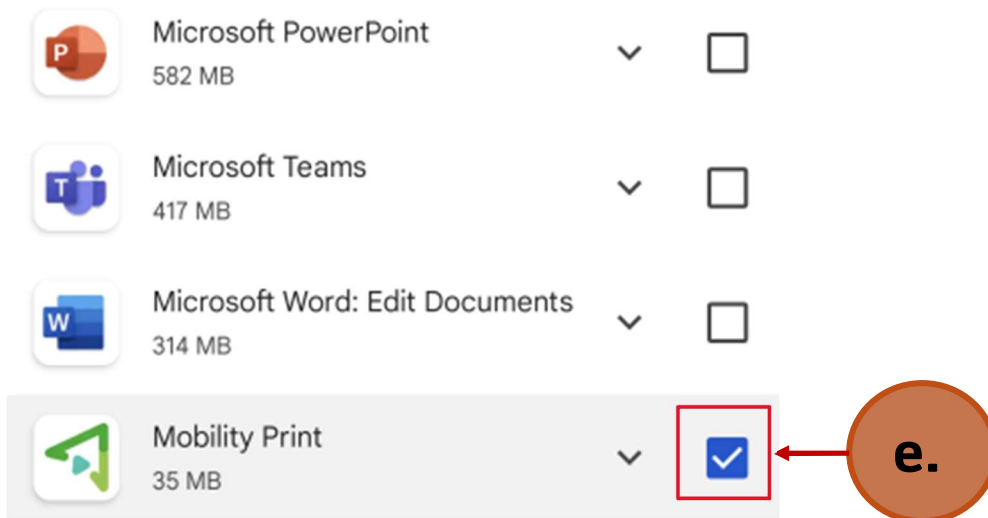 P
Microsoft PowerPoint
582 MB
T
Microsoft Teams
417 MB
W
Microsoft Word: Edit Documents
314 MB
Mobility Print
35 MB
e.